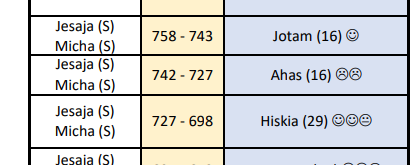 Jesaja (S)
Micha (S)
758 - 743
Jotam (16) ☺
Jesaja (S)
Micha (S)
742 - 727
Ahas (16) ☹☹
Jesaja (S)
Micha (S)
727 - 698
Hiskia (29) ☺☺😐
Jesaja (S)